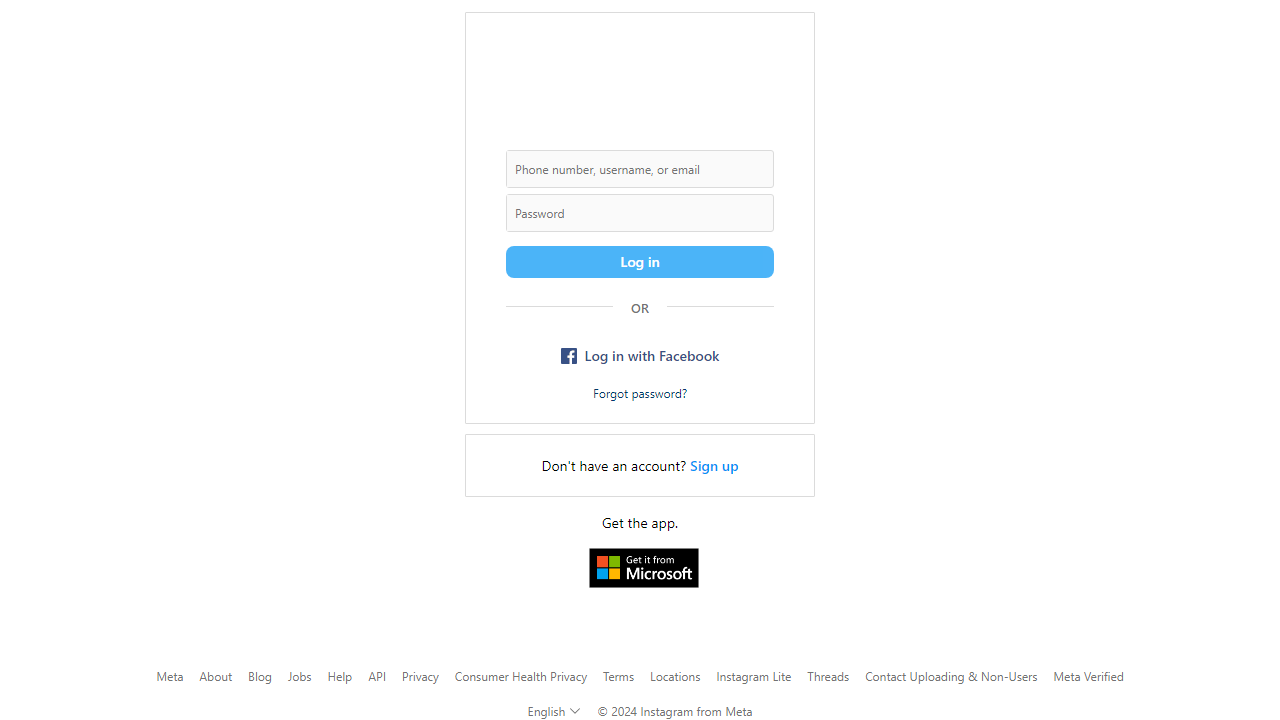 Phone number, username, or email
Password
Log in
OR
Log in with Facebook
Forgot password?
Don't have an account? Sign up
Get the app.
Get it from
Microsoft
Meta About Blog Jobs Help API Privacy Consumer Health Privacy Terms Locations Instagram Lite Threads Contact Uploading & Non-Users Meta Verified
English © 2024 Instagram from Meta